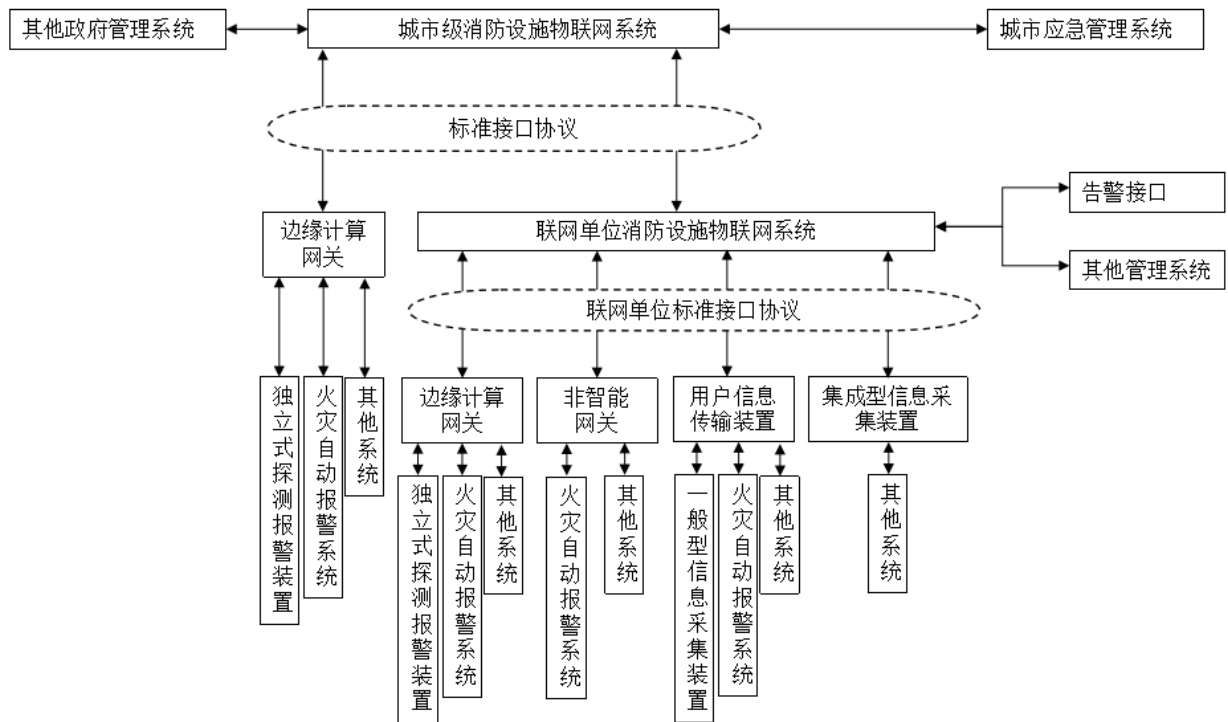 其他政府管理系统
城市级消防设施物联网系统
城市应急管理系统
标准接口协议
告警接口
边缘计算
网关
联网单位消防设施物联网系统
其他管理系统
联网单位标准接口协议
独立式探测报警装置
火灾自动报警系统
其他系统
边缘计算
网关
非智能
网关
用户信息
传输装置
集成型信息采
集装置
独立式探测报警装置
火灾自动报警系统
其他系统
火灾自动报警系统
其他系统
一般型信息采集装置
火灾自动报警系统
其他系统
其他系统